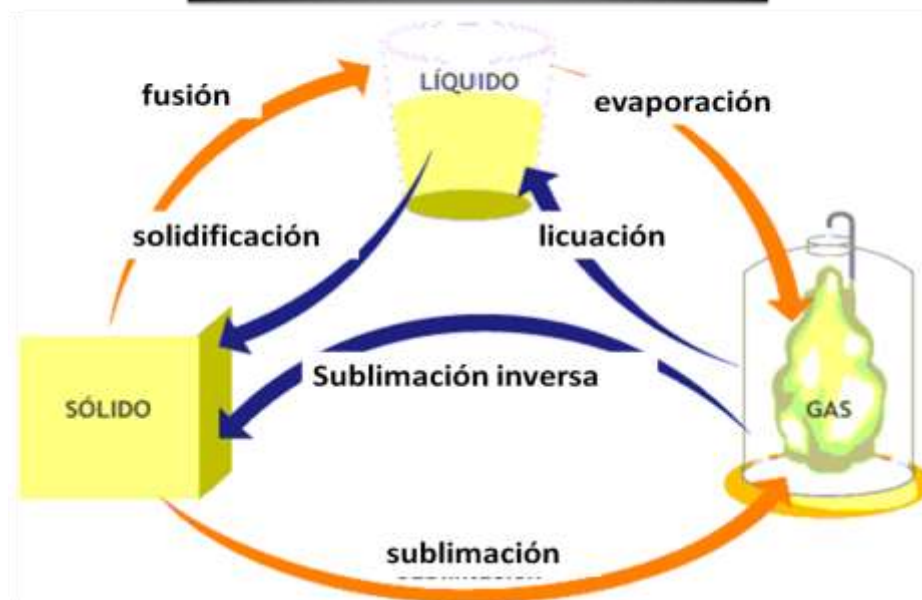 LÍQUIDO
fusión
evaporación
solidificación
licuación
Sublimación inversa
SÓLIDO
GAS
sublimación